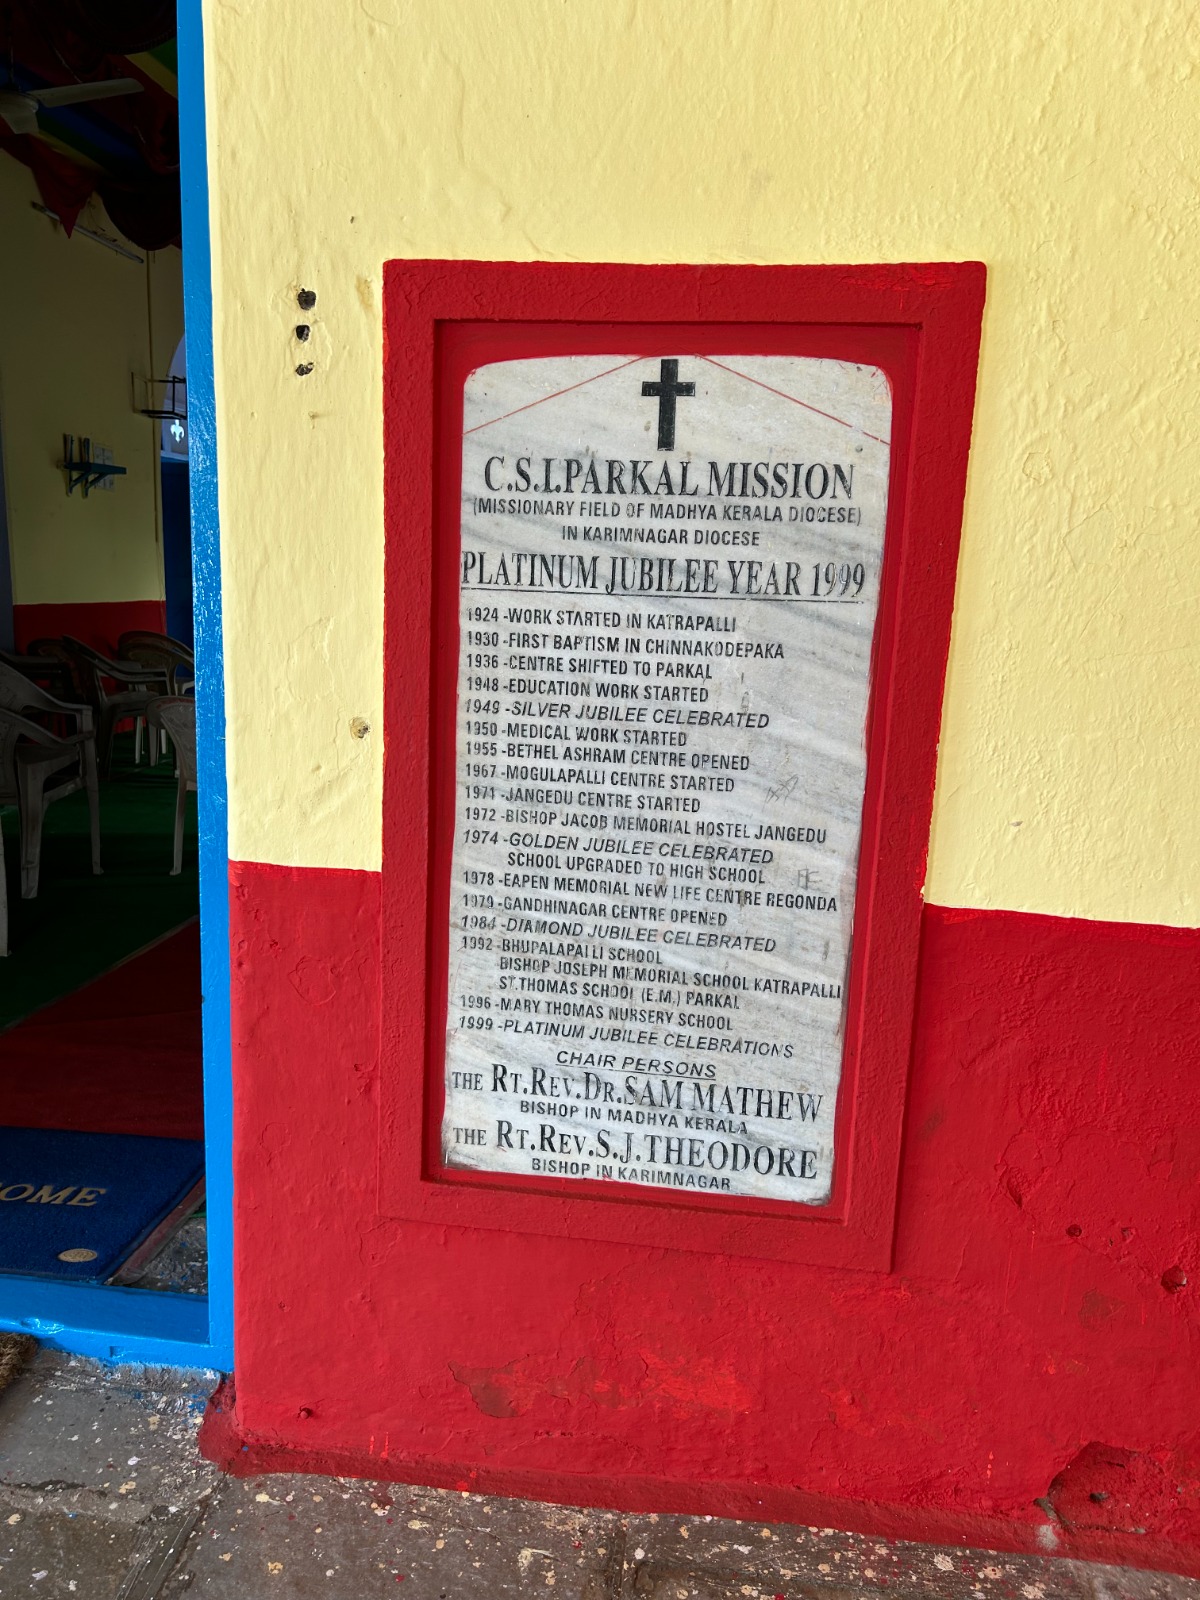 C.S.I.PARKAL MISSION
(MISSIONARY FIELD OF MADHYA KERALA DIOCESE)
IN KARIMNAGAR DIOCESE
PLATINUM JUBILEE YEAR 1999
1924 -WORK STARTED IN KATRAPALLI
1930 -FIRST BAPTISM IN CHINNAKODEPAKA
1936 -CENTRE SHIFTED TO PARKAL
1948 -EDUCATION WORK STARTED
1949 -SILVER JUBILEE CELEBRATED
1950 -MEDICAL WORK STARTED
1955 -BETHEL ASHRAM CENTRE OPENED
1967 -MOGULAPALLI CENTRE STARTED
1971 -JANGEDU CENTRE STARTED
1972 -BISHOP JACOB MEMORIAL HOSTEL JANGEDU
1974 -GOLDEN JUBILEE CELEBRATED
SCHOOL UPGRADED TO HIGH SCHOOL
1978 -EAPEN MEMORIAL NEW LIFE CENTRE REGONDA
1979 -GANDHINAGAR CENTRE OPENED
1984 -DIAMOND JUBILEE CELEBRATED
1992 -BHUPALAPALLI SCHOOL
BISHOP JOSEPH MEMORIAL SCHOOL KATRAPALLI
ST.THOMAS SCHOOL (E.M.) PARKAL
1996 -MARY THOMAS NURSERY SCHOOL
1999 -PLATINUM JUBILEE CELEBRATIONS
CHAIR PERSONS
THE RT.REV.DR.SAM MATHEW
BISHOP IN MADHYA KERALA
THE RT.REV.S.J.THEODORE
BISHOP IN KARIMNAGAR
OME